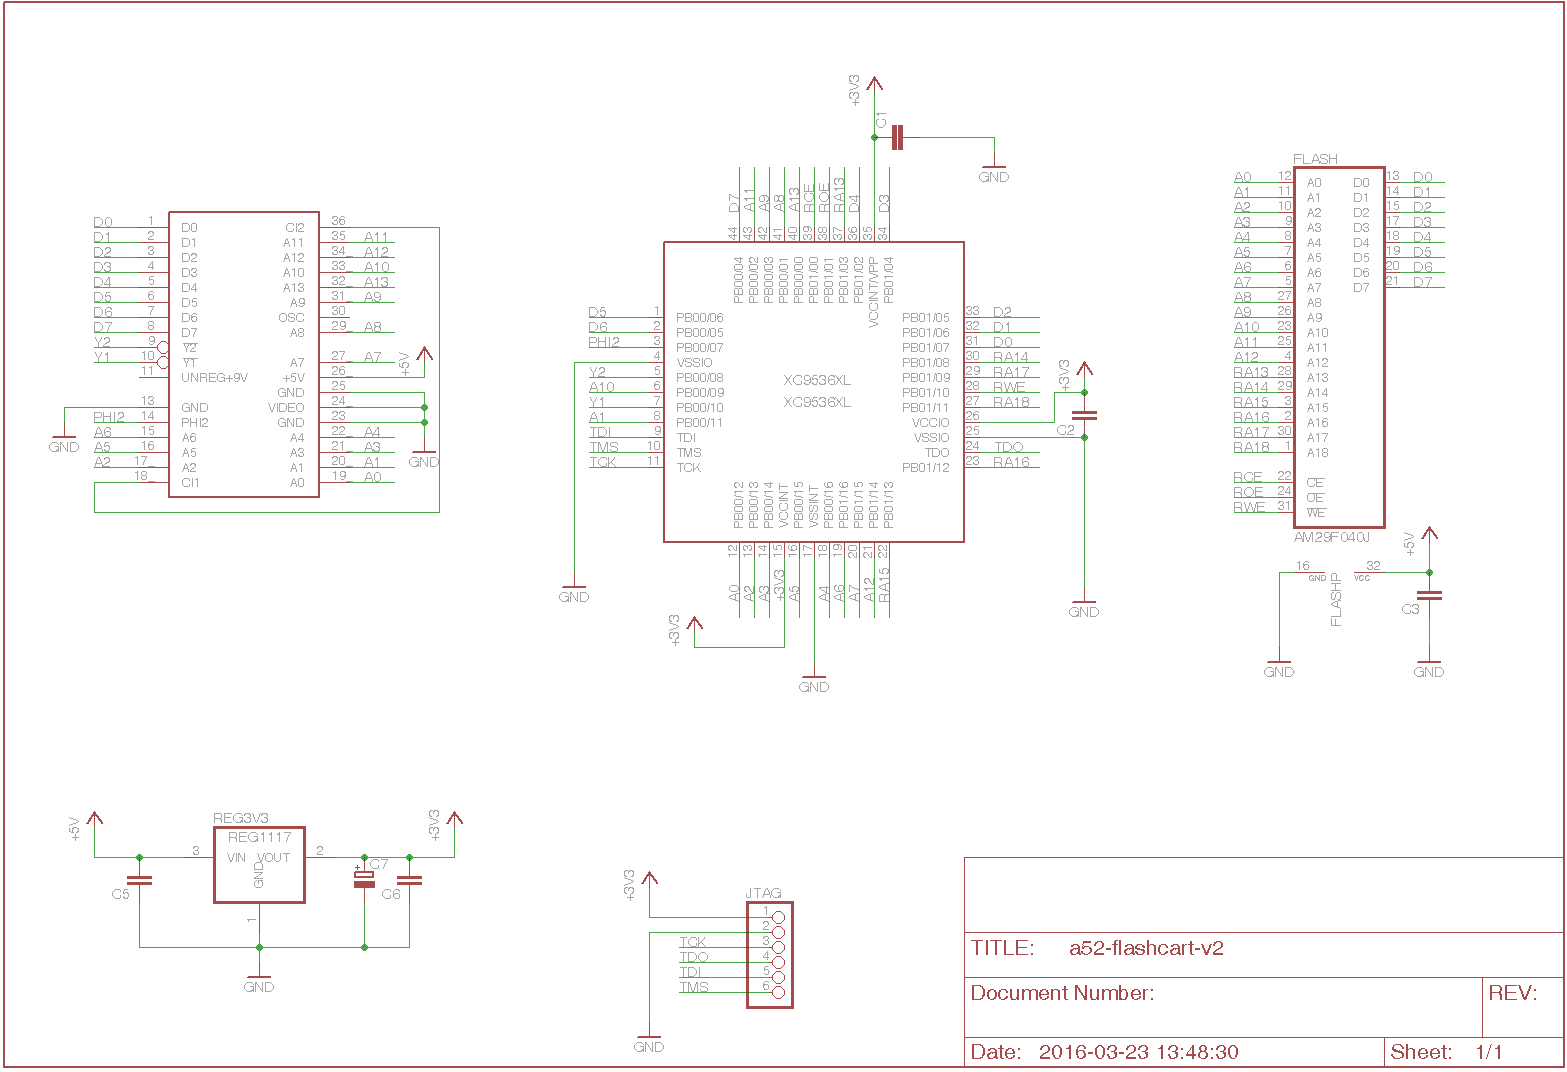 +3V3
C1
GND
D7 A11 A9 A8 A13 RCE ROE RA13 D4 D3
44 43 42 41 40 39 38 37 36 35 34
PB00/04 PB00/02 PB00/03 PB00/01 PB00/00 PB01/00 PB01/01 PB01/03 PB01/02 VCCINT/VPP PB01/04
D5 1 PB00/06 PB01/05 33 D2
D6 2 PB00/05 PB01/06 32 D1
PHI2 3 PB00/07 PB01/07 31 D0
4 VSSIO PB01/08 30 RA14
Y2 5 PB00/08 PB01/09 29 RA17
A10 6 PB00/09 PB01/10 28 RWE
Y1 7 PB00/10 PB01/11 27 RA18
A1 8 PB00/11 VCCIO 26
TDI 9 TDI VSSIO 25
TMS 10 TMS TDO 24 TDO
TCK 11 TCK PB01/12 23 RA16
XC9536XL
XC9536XL
PB00/12 PB00/13 PB00/14 VCCINT PB00/15 VSSINT PB00/16 PB01/16 PB01/15 PB01/14 PB01/13
12 13 14 15 16 17 18 19 20 21 22
A0 A2 A3 +3V3 A5 A4 A6 A7 A12 RA15
GND
+3V3
GND
+3V3
C2
GND
D0 1 D0 CI2 36
D1 2 D1 A11 35 A11
D2 3 D2 A12 34 A12
D3 4 D3 A10 33 A10
D4 5 D4 A13 32 A13
D5 6 D5 A9 31 A9
D6 7 D6 OSC 30
D7 8 D7 A8 29 A8
Y2 9 Y2
Y1 10 Y1 A7 27 A7
11 UNREG+9V +5V 26
GND 25
13 GND VIDEO 24
PHI2 14 PHI2 GND 23
A6 15 A6 A4 22 A4
A5 16 A5 A3 21 A3
A2 17 A2 A1 20 A1
18 CI1 A0 19 A0
GND
+5V
GND
FLASH
A0 12 A0 D0 13 D0
A1 11 A1 D1 14 D1
A2 10 A2 D2 15 D2
A3 9 A3 D3 17 D3
A4 8 A4 D4 18 D4
A5 7 A5 D5 19 D5
A6 6 A6 D6 20 D6
A7 5 A7 D7 21 D7
A8 27 A8
A9 26 A9
A10 23 A10
A11 25 A11
A12 4 A12
RA13 28 A13
RA14 29 A14
RA15 3 A15
RA16 2 A16
RA17 30 A17
RA18 1 A18
RCE 22 CE
ROE 24 OE
RWE 31 WE
AM29F040J
16 GND VCC 32
FLASHP
+5V
C3
GND
GND
+5V
C5
REG3V3
REG1117
3 VIN VOUT 2
GND
1
+
C7
C6
+3V3
GND
+3V3
JTAG
1
2
TCK 3
TDO 4
TDI 5
TMS 6
GND
TITLE: a52-flashcart-v2
Document Number: REV:
Date: 2016-03-23 13:48:30 Sheet: 1/1